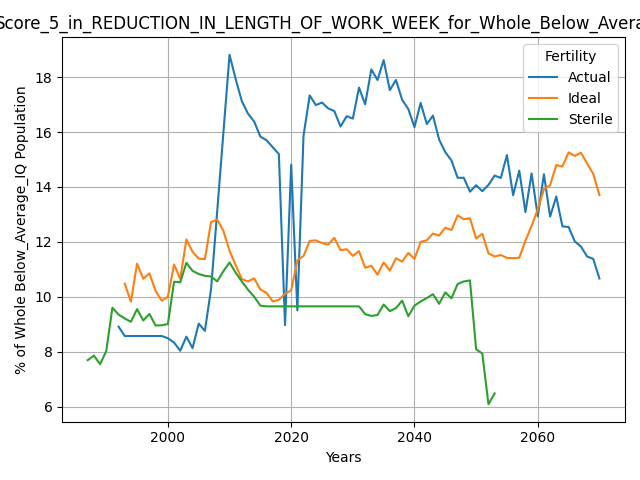 Score_5_in_REDUCTION_IN_LENGTH_OF_WORK_WEEK_for_Whole_Below_Avera
Fertility
Actual
Ideal
Sterile
% of Whole Below_Average_IQ Population
18
16
14
12
10
8
6
2000 2020 2040 2060
Years